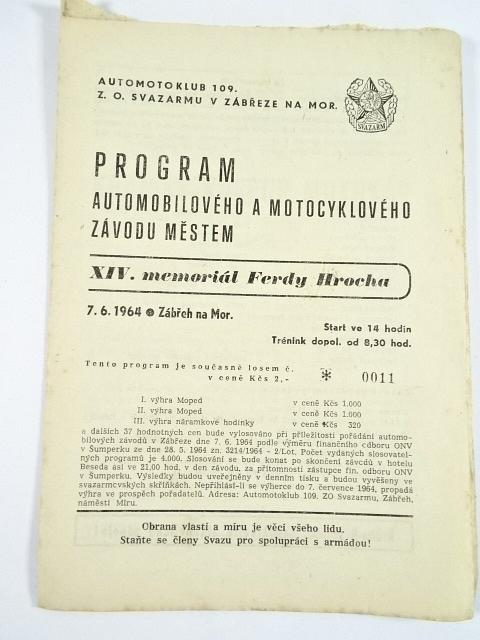 AUTOMOTOKLUB 109.
Z. O. SVAZARMU V ZÁBŘEZE NA MOR.
SVAZARM
PROGRAM
AUTOMOBILOVÉHO A MOTOCYKLOVÉHO
ZÁVODU MĚSTEM
XIV. memoriál Ferdy Hrocha
7. 6. 1964 Zábřeh na Mor.
Start ve 14 hodin
Trénink dopol. od 8,30 hod.
Tento program je současně losem č.
v ceně Kčs 2,- * 0011
I. výhra Moped v ceně Kčs 1.000
II. výhra Moped v ceně Kčs 1.000
III. výhra náramkové hodinky v ceně Kčs 320
a dalších 37 hodnotných cen bude vylosováno při příležitosti pořádání automo-
bilových závodů v Zábřeze dne 7. 6. 1964 podle výměru finančního odboru ONV
v Šumperku ze dne 28. 5. 1964 zn. 3214/1964 - 2/Lot. Počet vydaných slosovatel-
ných programů je 4.000. Slosování se bude konat po skončení závodů v hotelu
Beseda asi ve 21,00 hod. v den závodu, za přítomnosti zástupce fin. odboru ONV
v Šumperku. Výsledky budou uveřejněny v denním tisku a budou vyvěšeny ve
svazarmovských skříňkách. Nepřihlásí-li se výherce do 7. července 1964, propadá
výhra ve prospěch pořadatelů. Adresa: Automotoklub 109. ZO Svazarmu, Zábřeh,
náměstí Míru.
Obrana vlasti a míru je věcí všeho lidu.
Staňte se členy Svazu pro spolupráci s armádou!